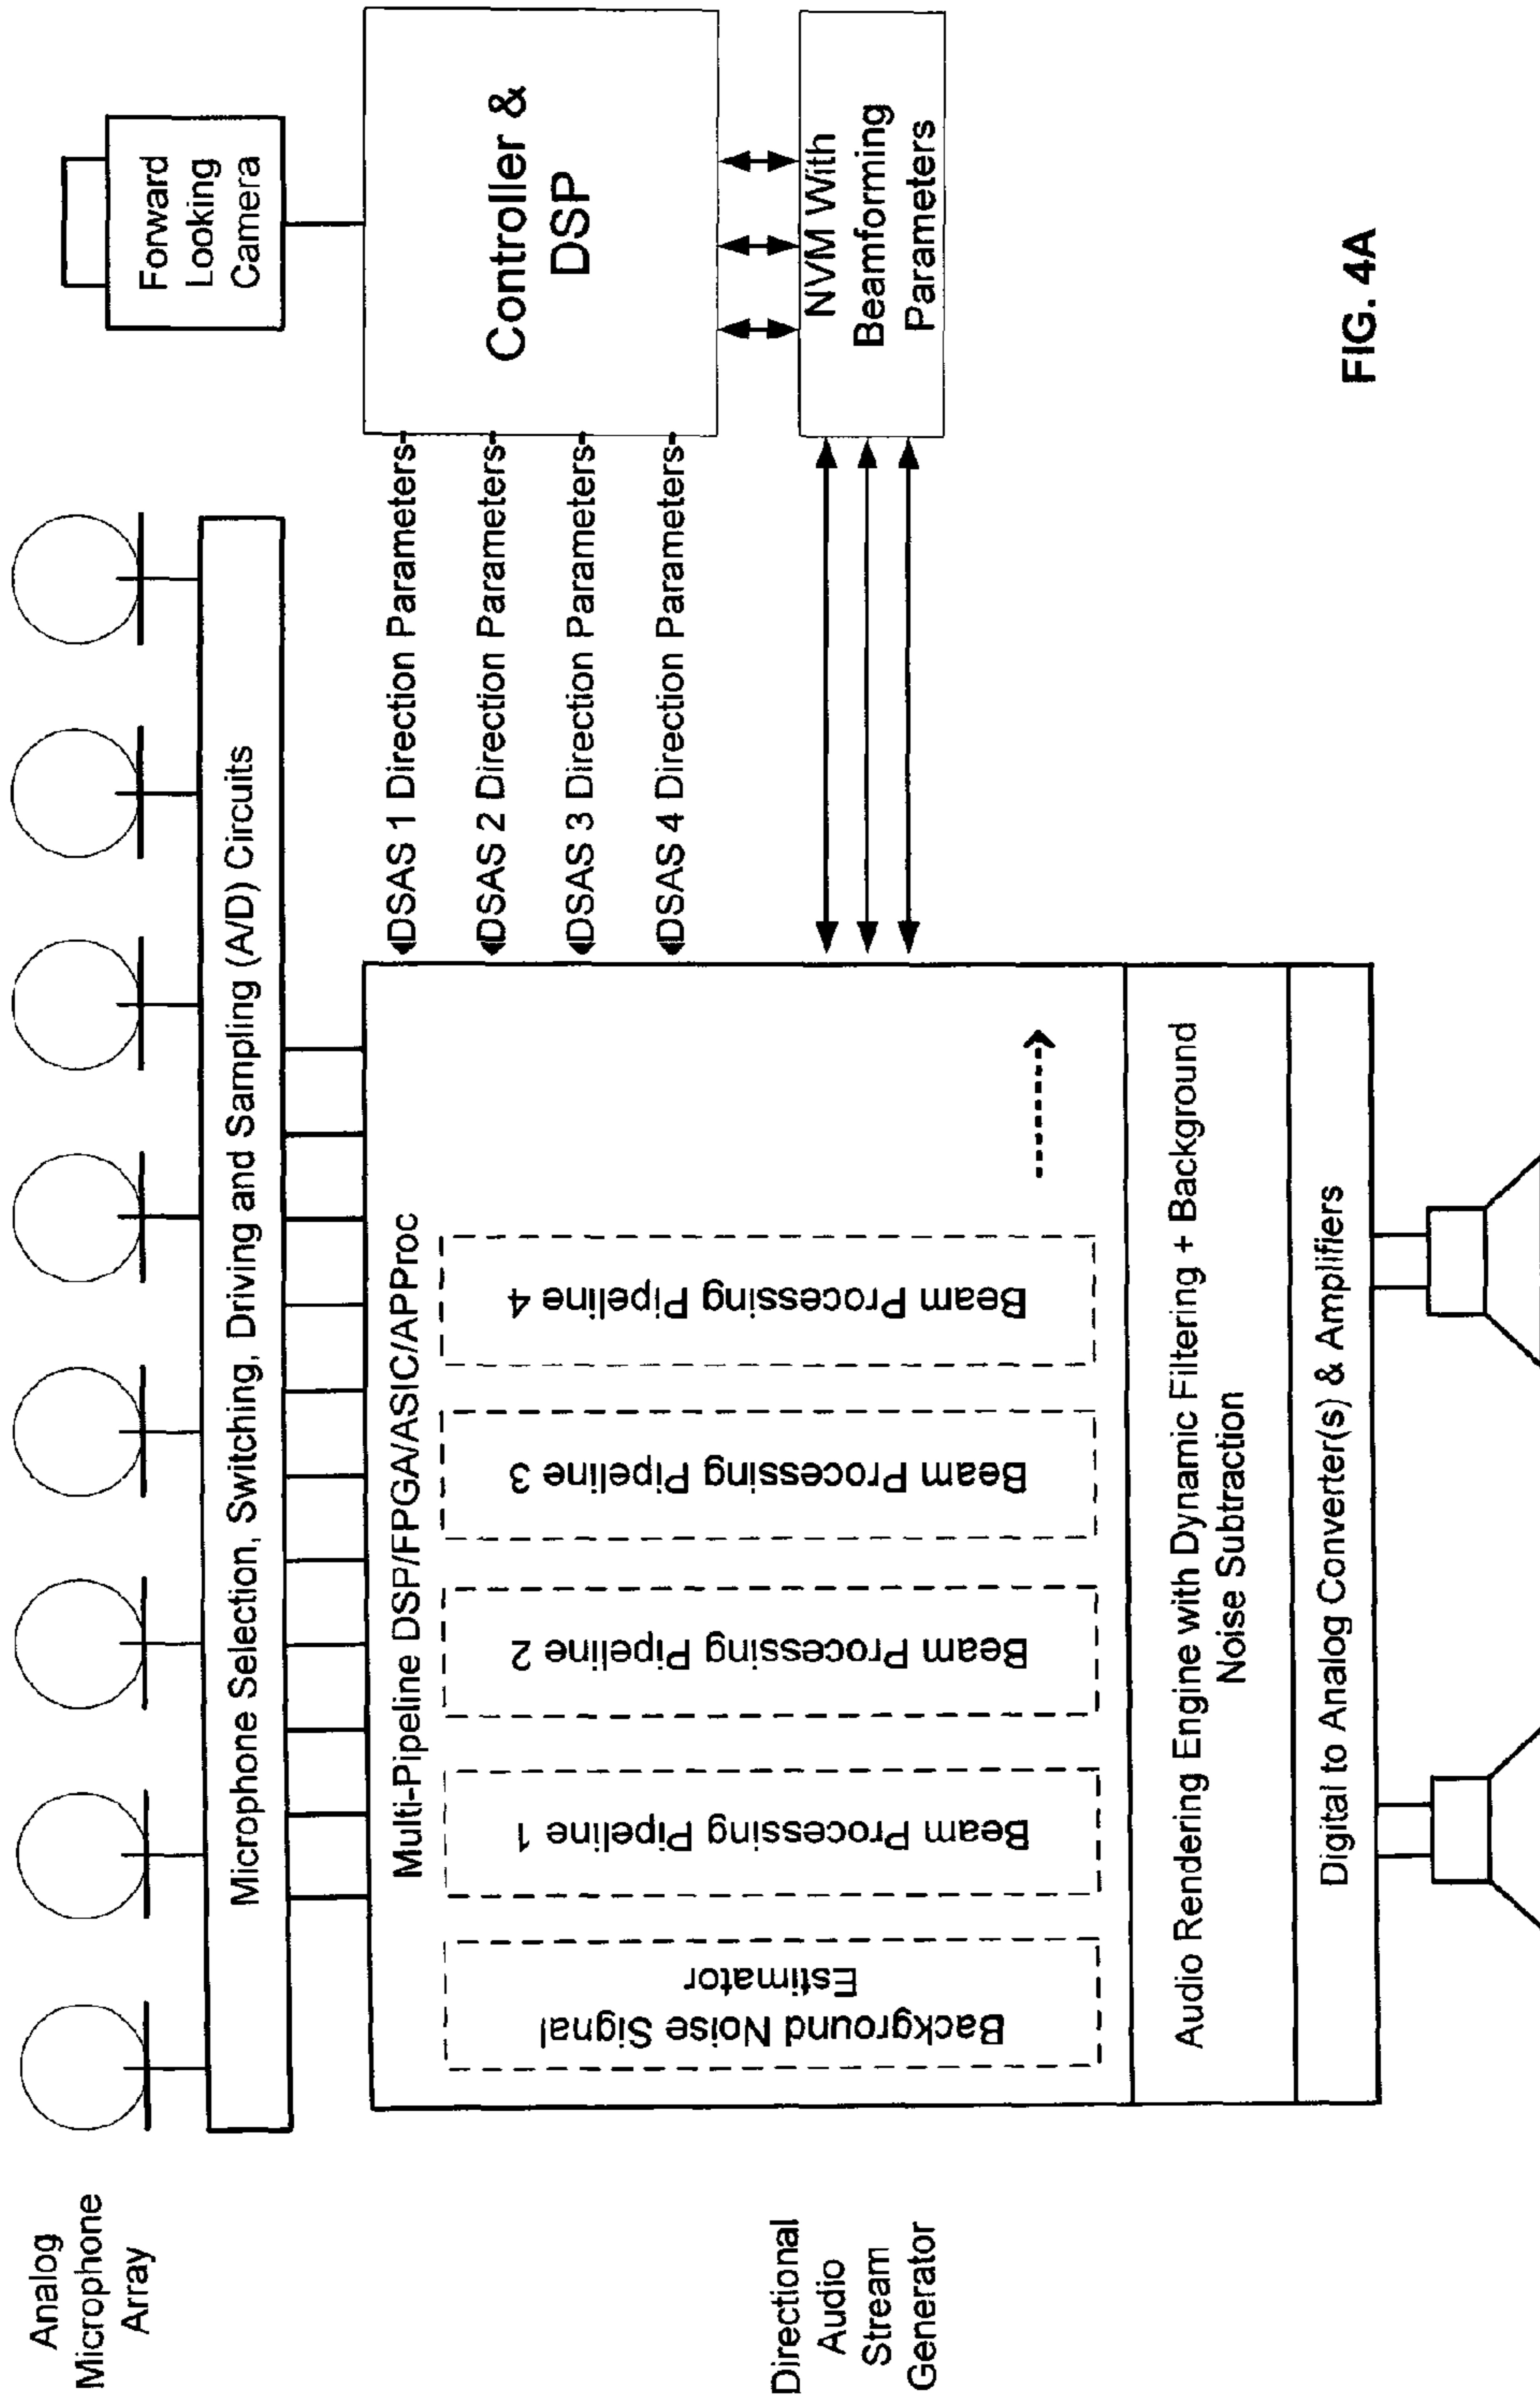 Analog
Microphone
Array
Forward
Looking
Camera
Microphone Selection, Switching, Driving and Sampling (A/D) Circuits
Directional
Audio
Stream
Generator
Multi-Pipeline DSP/FPGA/ASIC/APProc
Background Noise Signal
Estimator
Beam Processing Pipeline 1
Beam Processing Pipeline 2
Beam Processing Pipeline 3
Beam Processing Pipeline 4
DSAS 1 Direction Parameters
DSAS 2 Direction Parameters
DSAS 3 Direction Parameters
DSAS 4 Direction Parameters
Controller &
DSP
NVM With
Beamforming
Parameters
Audio Rendering Engine with Dynamic Filtering + Background
Noise Subtraction
Digital to Analog Converter(s) & Amplifiers
FIG. 4A